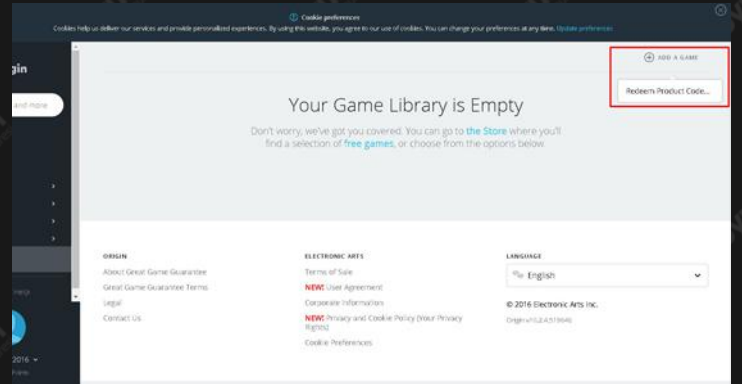 Cookie preferences
Cookies help us deliver our services and provide personalized experiences. By using this website, you agree to our use of cookies. You can change your preferences at any time. Update preferences
gin
and more
ADD A GAME
Redeem Product Code...
Your Game Library is Empty
Don't worry, we've got you covered. You can go to the Store where you'll
find a selection of free games, or choose from the options below.
ORIGIN
About Great Game Guarantee
Great Game Guarantee Terms
Legal
Contact Us
ELECTRONIC ARTS
Terms of Sale
NEW! User Agreement
Corporate Information
NEW! Privacy and Cookie Policy (Your Privacy
Rights)
Cookie Preferences
LANGUAGE
English
© 2016 Electronic Arts Inc.
2016